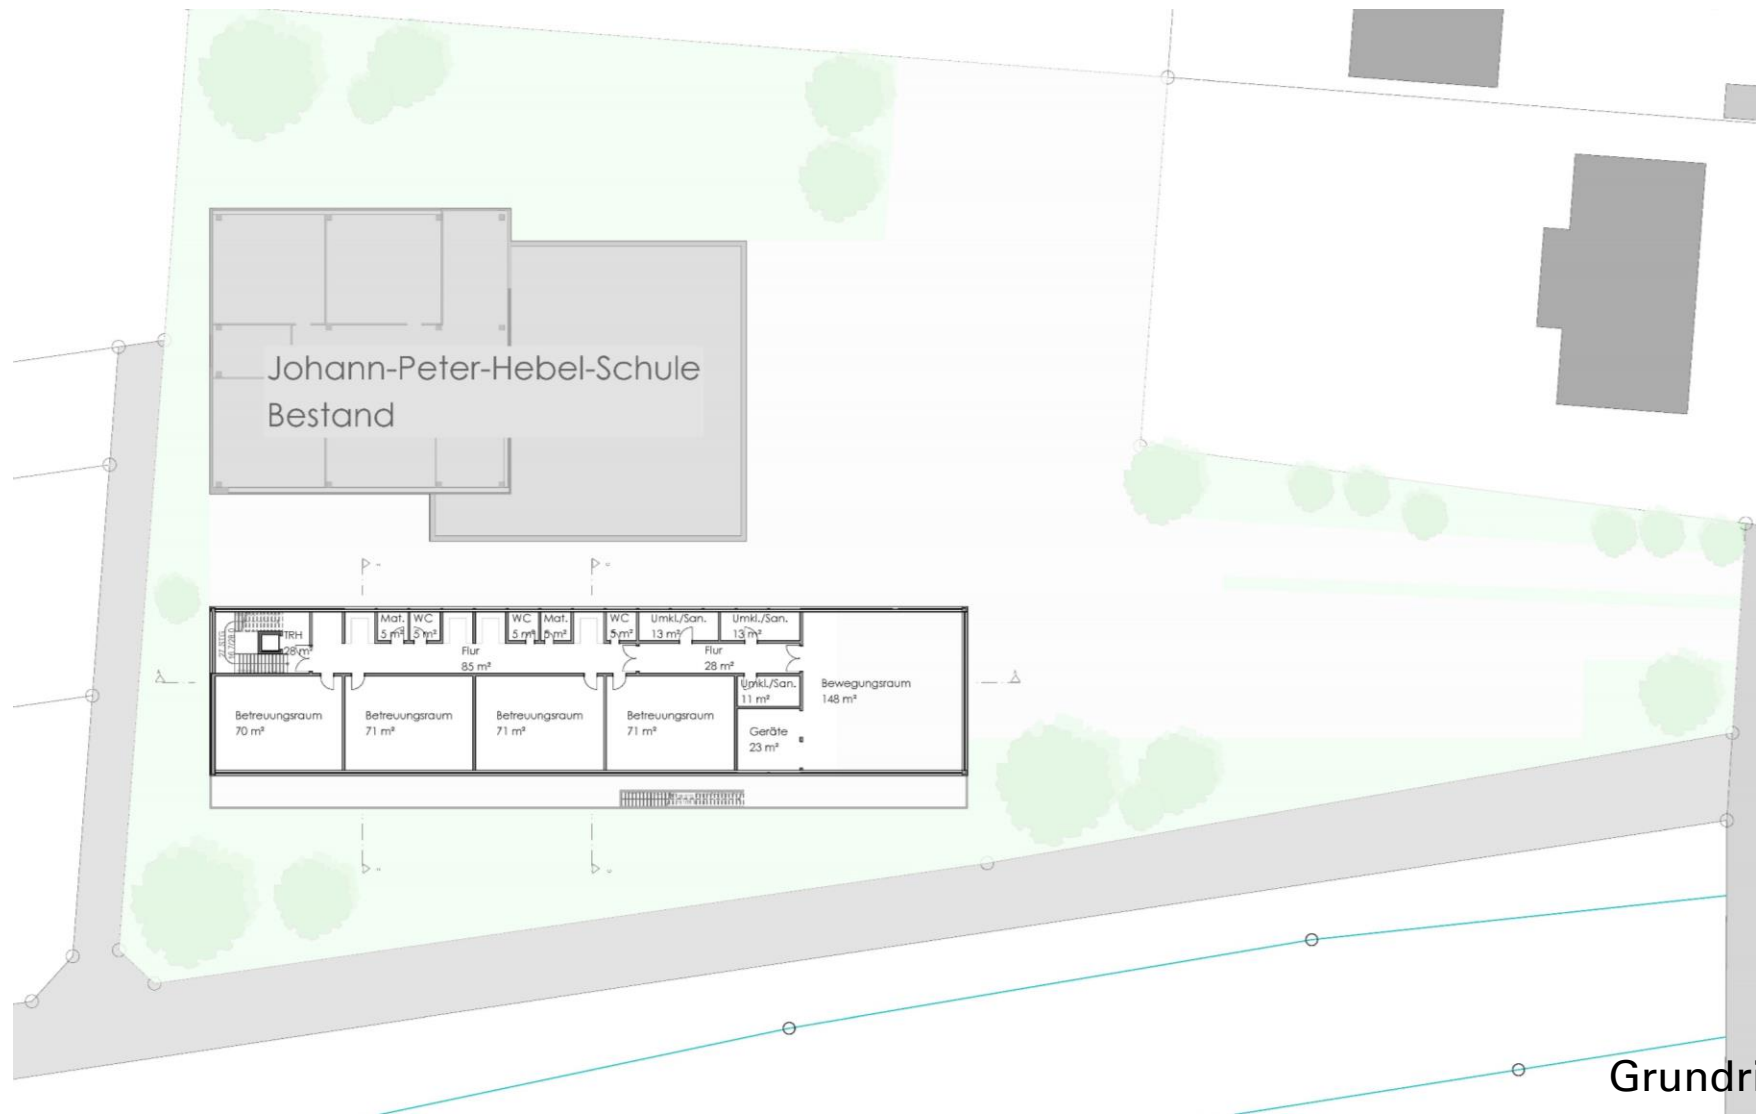 Johann-Peter-Hebel-Schule
Bestand
Mat.
5 m²
WC
5 m²
WC
5 m²
Mat.
5 m²
WC
5 m²
Umkl./San.
13 m²
Umkl./San.
13 m²
TRH
28 m²
Flur
85 m²
Flur
28 m²
Umkl./San.
11 m²
Bewegungsraum
148 m²
Betreuungsraum
70 m²
Betreuungsraum
71 m²
Betreuungsraum
71 m²
Betreuungsraum
71 m²
Geräte
23 m²
Grundri